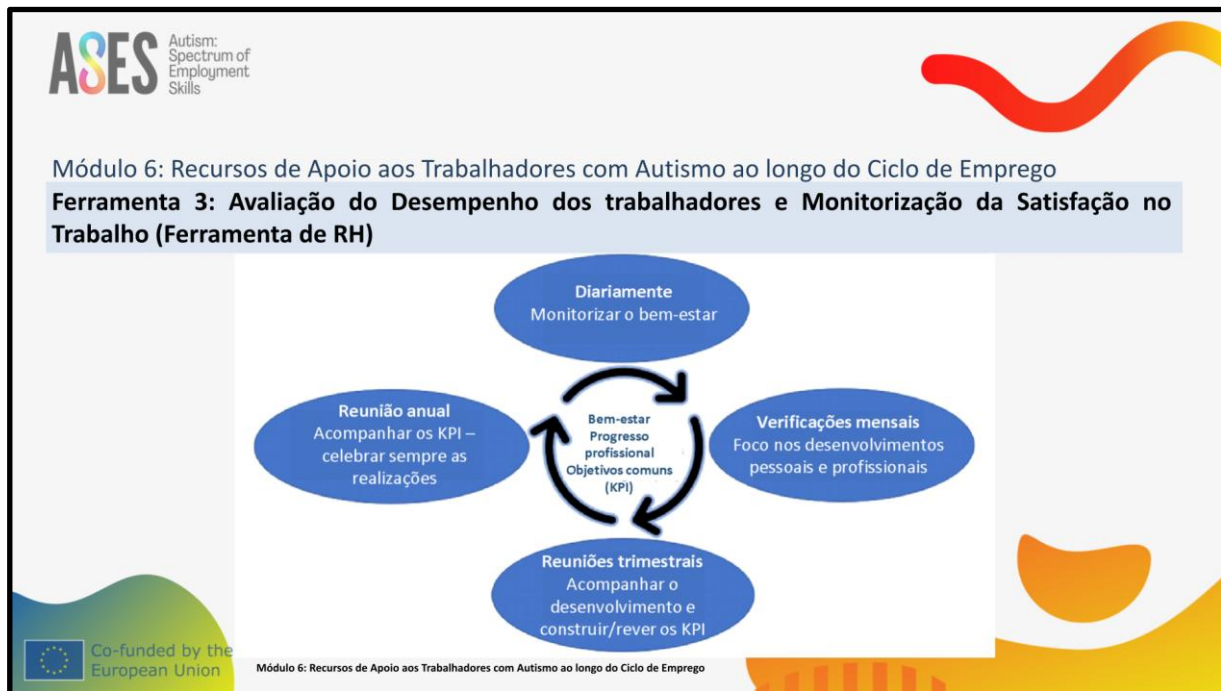 ASES
Autism:
Spectrum of
Employment
Skills
Módulo 6: Recursos de Apoio aos Trabalhadores com Autismo ao longo do Ciclo de Emprego
Ferramenta 3: Avaliação do Desempenho dos trabalhadores e Monitorização da Satisfação no
Trabalho (Ferramenta de RH)
Diariamente
Monitorizar o bem-estar
Verificações mensais
Foco nos desenvolvimentos
pessoais e profissionais
Reuniões trimestrais
Acompanhar o
desenvolvimento e
construir/rever os KPI
Reunião anual
Acompanhar os KPI –
celebrar sempre as
realizações
Bem-estar
Progresso
profissional
Objetivos comuns
(KPI)
Co-funded by the
European Union
Módulo 6: Recursos de Apoio aos Trabalhadores com Autismo ao longo do Ciclo de Emprego